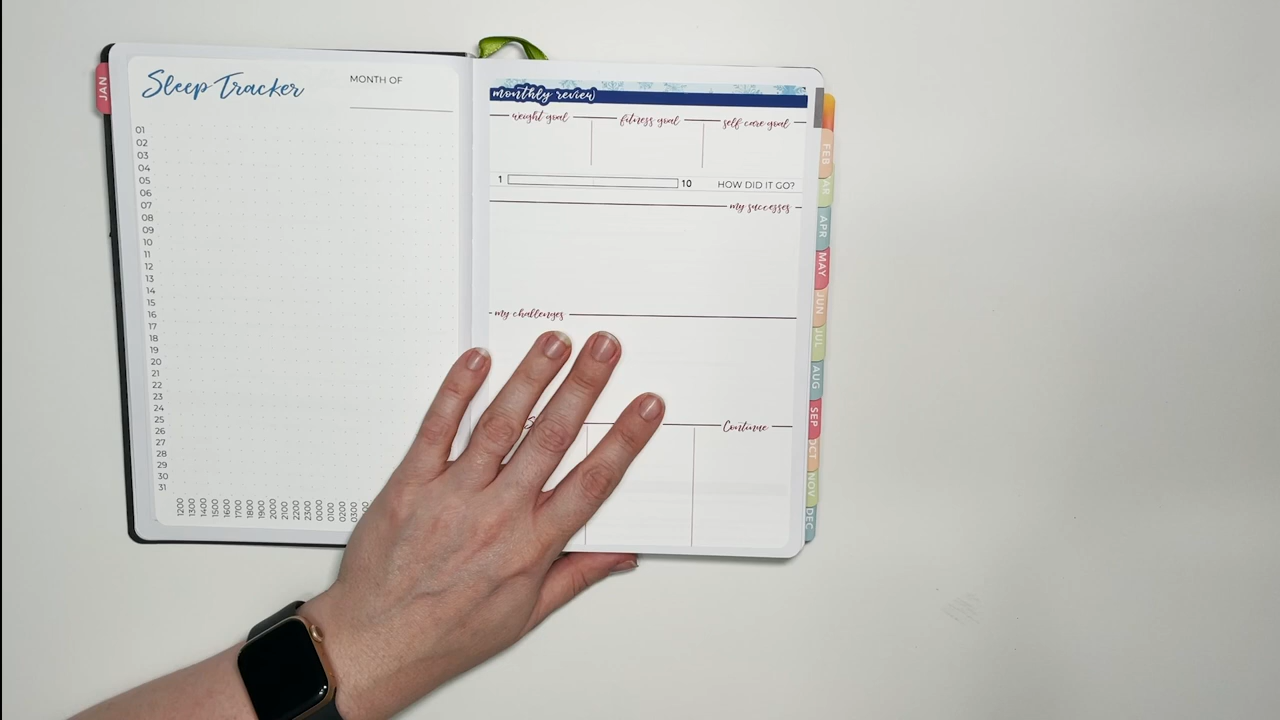 JAN
Sleep Tracker
MONTH OF
01
02
03
04
05
06
07
08
09
10
11
12
13
14
15
16
17
18
19
20
21
22
23
24
25
26
27
28
29
30
31
1200 1300 1400 1500 1600 1700 1800 1900 2000 2100 2200 2300 0000 0100 0200 0300
monthly review
weight goal fitness goal self care goal
1 10 HOW DID IT GO?
my successes
my challenges
Continue
FEB
APR
MAY
JUN
JUL
AUG
SEP
OCT
NOV
DEC